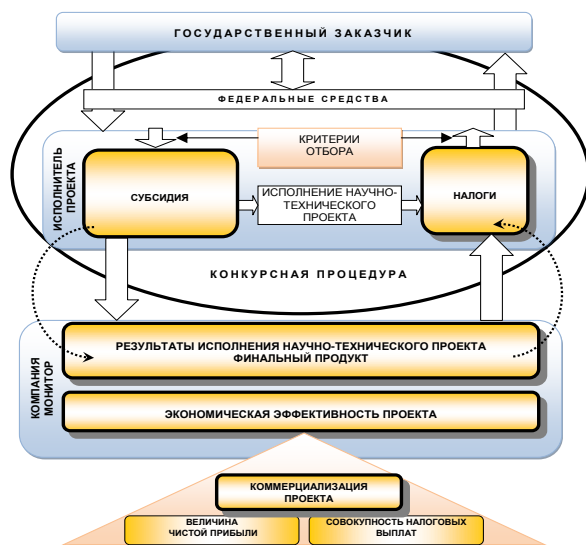 ГОСУДАРСТВЕННЫЙ ЗАКАЗЧИК
ФЕДЕРАЛЬНЫЕ СРЕДСТВА
ИСПОЛНИТЕЛЬ
ПРОЕКТА
КРИТЕРИИ
ОТБОРА
СУБСИДИЯ
ИСПОЛНЕНИЕ НАУЧНО-
ТЕХНИЧЕСКОГО
ПРОЕКТА
НАЛОГИ
КОНКУРСНАЯ ПРОЦЕДУРА
КОМПАНИЯ
МОНИТОР
РЕЗУЛЬТАТЫ ИСПОЛНЕНИЯ НАУЧНО-ТЕХНИЧЕСКОГО ПРОЕКТА
ФИНАЛЬНЫЙ ПРОДУКТ
ЭКОНОМИЧЕСКАЯ ЭФФЕКТИВНОСТЬ ПРОЕКТА
КОММЕРЦИАЛИЗАЦИЯ
ПРОЕКТА
ВЕЛИЧИНА
ЧИСТОЙ ПРИБЫЛИ
СОВОКУПНОСТЬ НАЛОГОВЫХ
ВЫПЛАТ